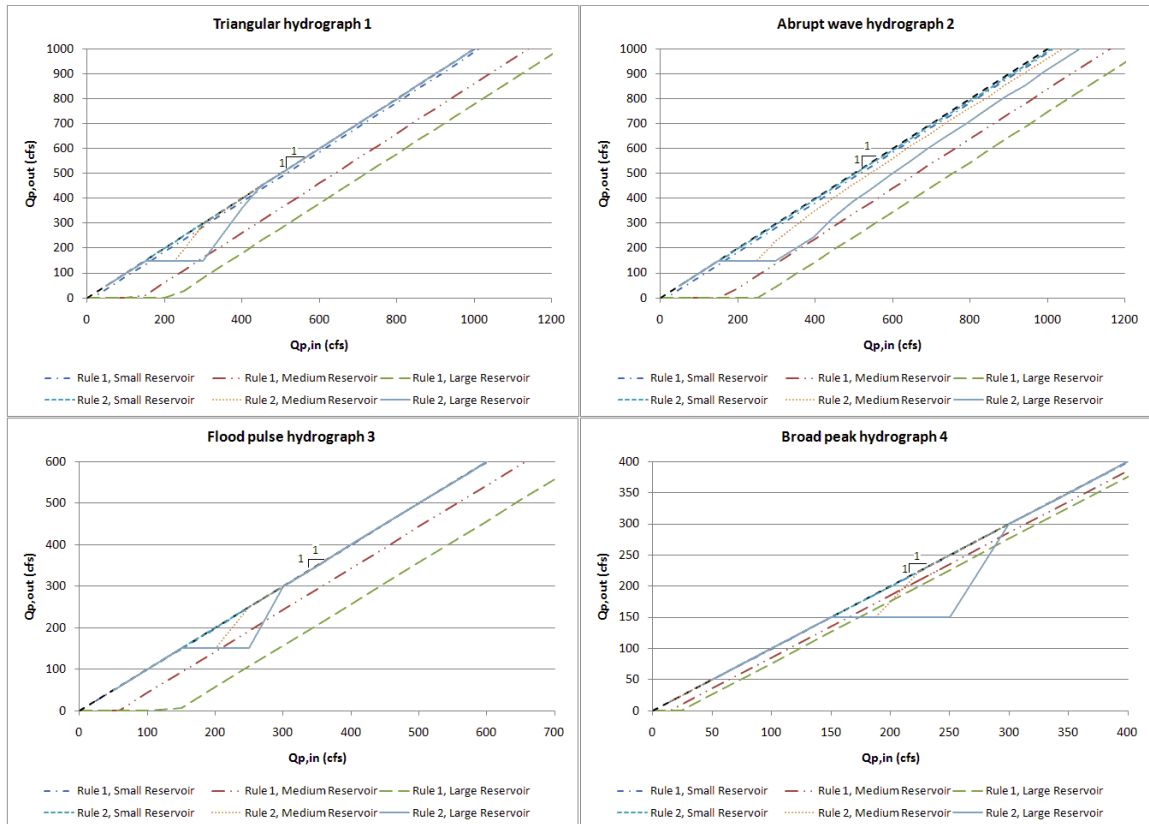 Triangular hydrograph 1
Qp,out (cfs)
1000
900
800
700
600
500
400
300
200
100
0
1
1
0 200 400 600 800 1000 1200
Qp,in (cfs)
Rule 1, Small Reservoir Rule 1, Medium Reservoir Rule 1, Large Reservoir
Rule 2, Small Reservoir Rule 2, Medium Reservoir Rule 2, Large Reservoir
Abrupt wave hydrograph 2
Qp,out (cfs)
1000
900
800
700
600
500
400
300
200
100
0
1
1
0 200 400 600 800 1000 1200
Qp,in (cfs)
Rule 1, Small Reservoir Rule 1, Medium Reservoir Rule 1, Large Reservoir
Rule 2, Small Reservoir Rule 2, Medium Reservoir Rule 2, Large Reservoir
Flood pulse hydrograph 3
Qp,out (cfs)
600
500
400
300
200
100
0
1
1
0 100 200 300 400 500 600 700
Qp,in (cfs)
Rule 1, Small Reservoir Rule 1, Medium Reservoir Rule 1, Large Reservoir
Rule 2, Small Reservoir Rule 2, Medium Reservoir Rule 2, Large Reservoir
Broad peak hydrograph 4
Qp,out (cfs)
400
350
300
250
200
150
100
50
0
1
1
0 50 100 150 200 250 300 350 400
Qp,in (cfs)
Rule 1, Small Reservoir Rule 1, Medium Reservoir Rule 1, Large Reservoir
Rule 2, Small Reservoir Rule 2, Medium Reservoir Rule 2, Large Reservoir